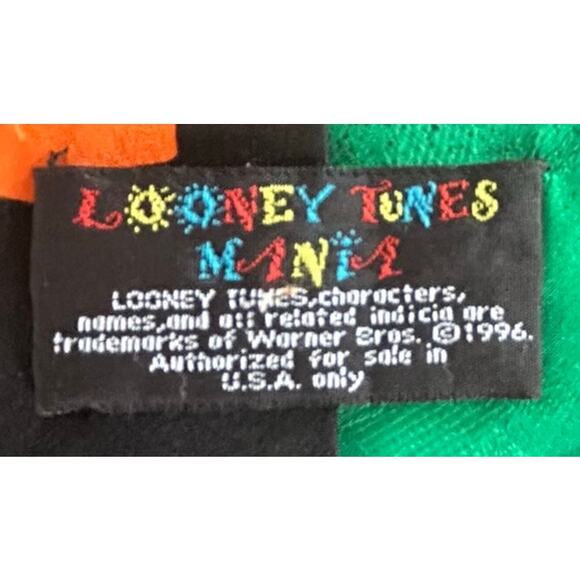 LOONEY TUNES
MANIA
LOONEY TUNES, characters,
names, and all related indicia are
trademarks of Warner Bros. ©1996.
Authorized for sale in
U.S.A. only